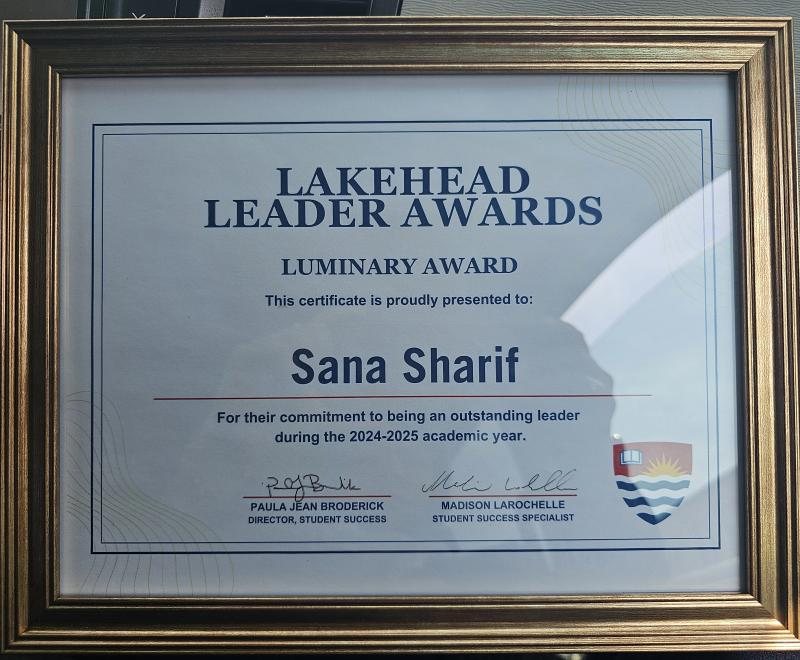 LAKEHEAD
LEADER AWARDS
LUMINARY AWARD
This certificate is proudly presented to:
Sana Sharif
For their commitment to being an outstanding leader
during the 2024-2025 academic year.
PAULA JEAN BRODERICK
DIRECTOR, STUDENT SUCCESS
MADISON LAROCHELLE
STUDENT SUCCESS SPECIALIST